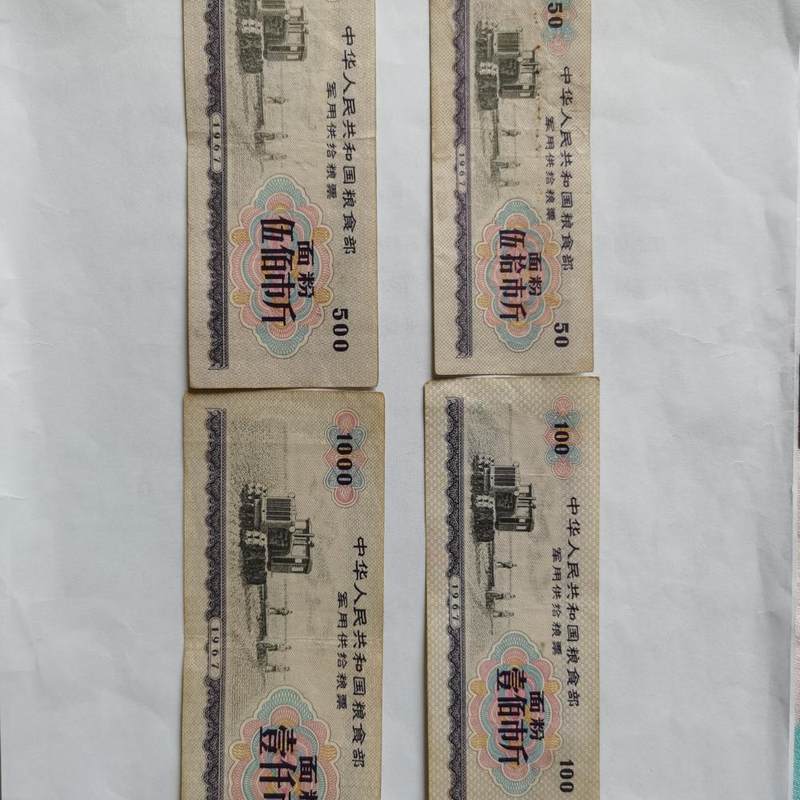 中华人民共和国粮食部
军用供给粮票
面粉
伍佰市斤
500
1967
50
中华人民共和国粮食部
军用供给粮票
面粉
伍拾市斤
50
1967
1000
中华人民共和国粮食部
军用供给粮票
面粉
壹仟市
1967
100
中华人民共和国粮食部
军用供给粮票
面粉
壹佰市斤
100
1967